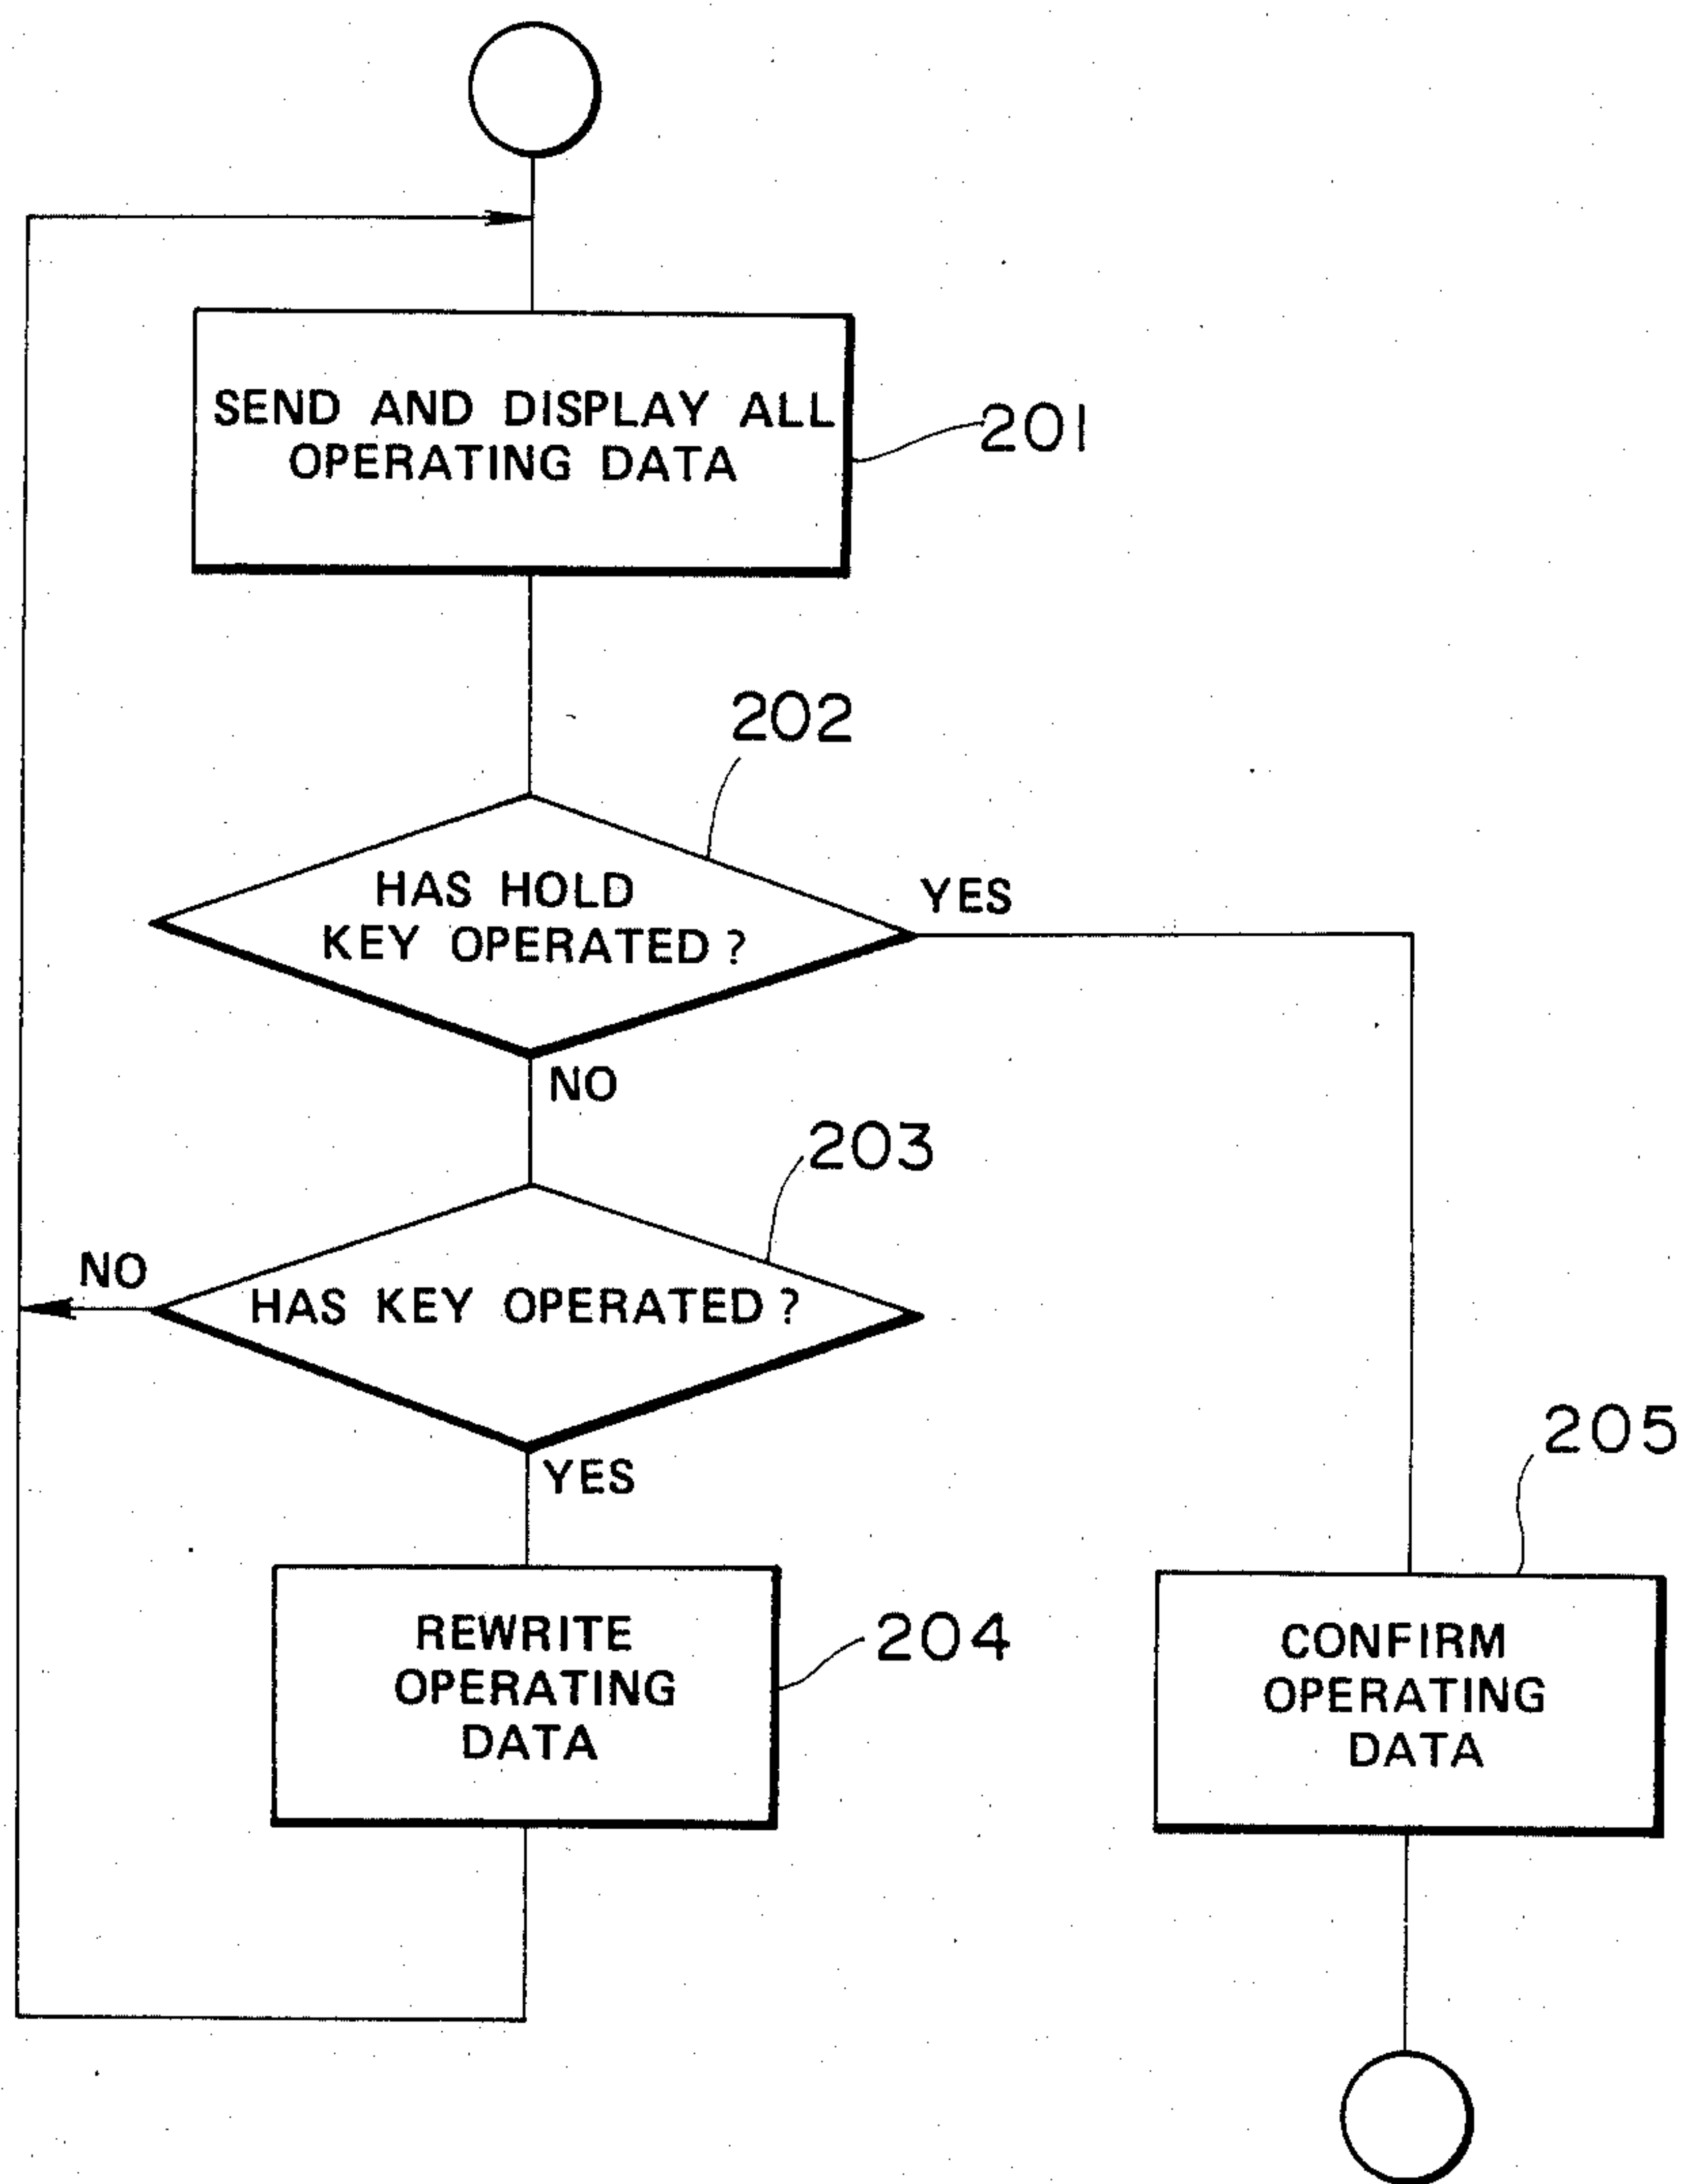 SEND AND DISPLAY ALL
OPERATING DATA
201
202
HAS HOLD
KEY OPERATED?
YES
NO
203
HAS KEY OPERATED?
NO
YES
REWRITE
OPERATING
DATA
204
205
CONFIRM
OPERATING
DATA